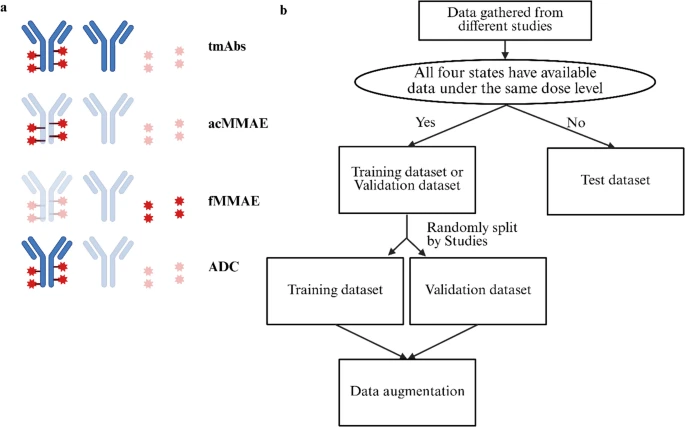 a
tmAbs
acMMAE
fMMAE
ADC
b
Data gathered from
different studies
All four states have available
data under the same dose level
Yes
No
Training dataset or
Validation dataset
Test dataset
Randomly split
by Studies
Training dataset
Validation dataset
Data augmentation